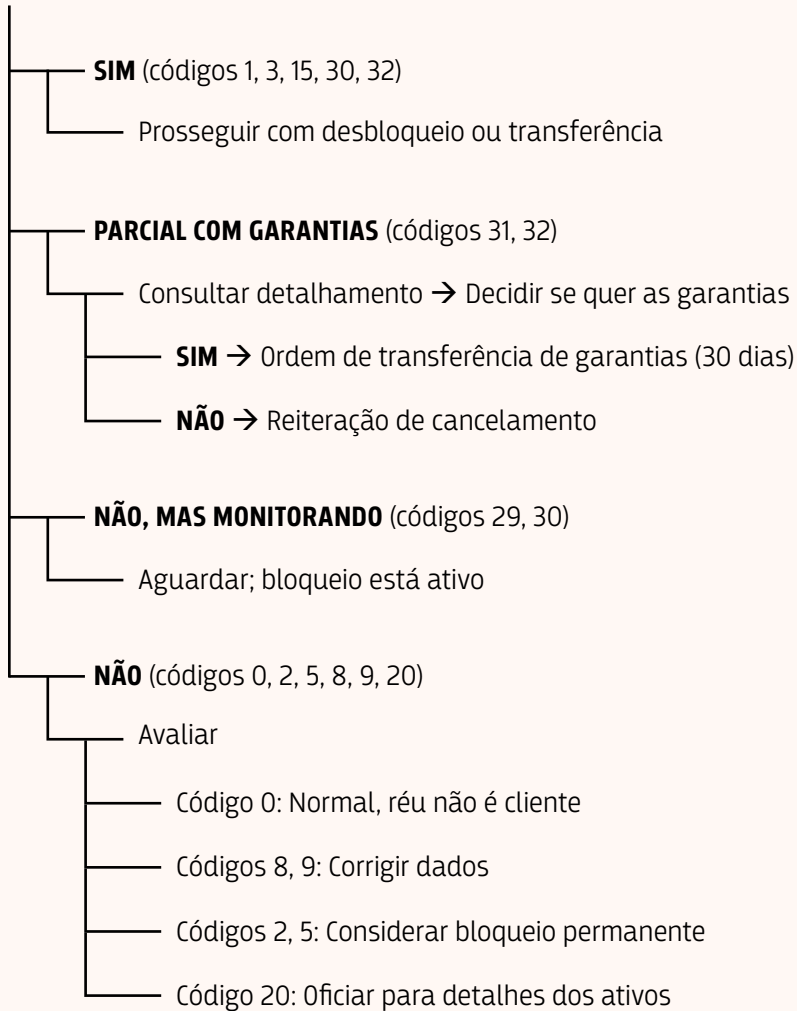 SIM (códigos 1, 3, 15, 30, 32)
Prosseguir com desbloqueio ou transferência
PARCIAL COM GARANTIAS (códigos 31, 32)
Consultar detalhamento → Decidir se quer as garantias
SIM → Ordem de transferência de garantias (30 dias)
NÃO → Reiteração de cancelamento
NÃO, MAS MONITORANDO (códigos 29, 30)
Aguardar; bloqueio está ativo
NÃO (códigos 0, 2, 5, 8, 9, 20)
Avaliar
Código 0: Normal, réu não é cliente
Códigos 8, 9: Corrigir dados
Códigos 2, 5: Considerar bloqueio permanente
Código 20: Oficiar para detalhes dos ativos